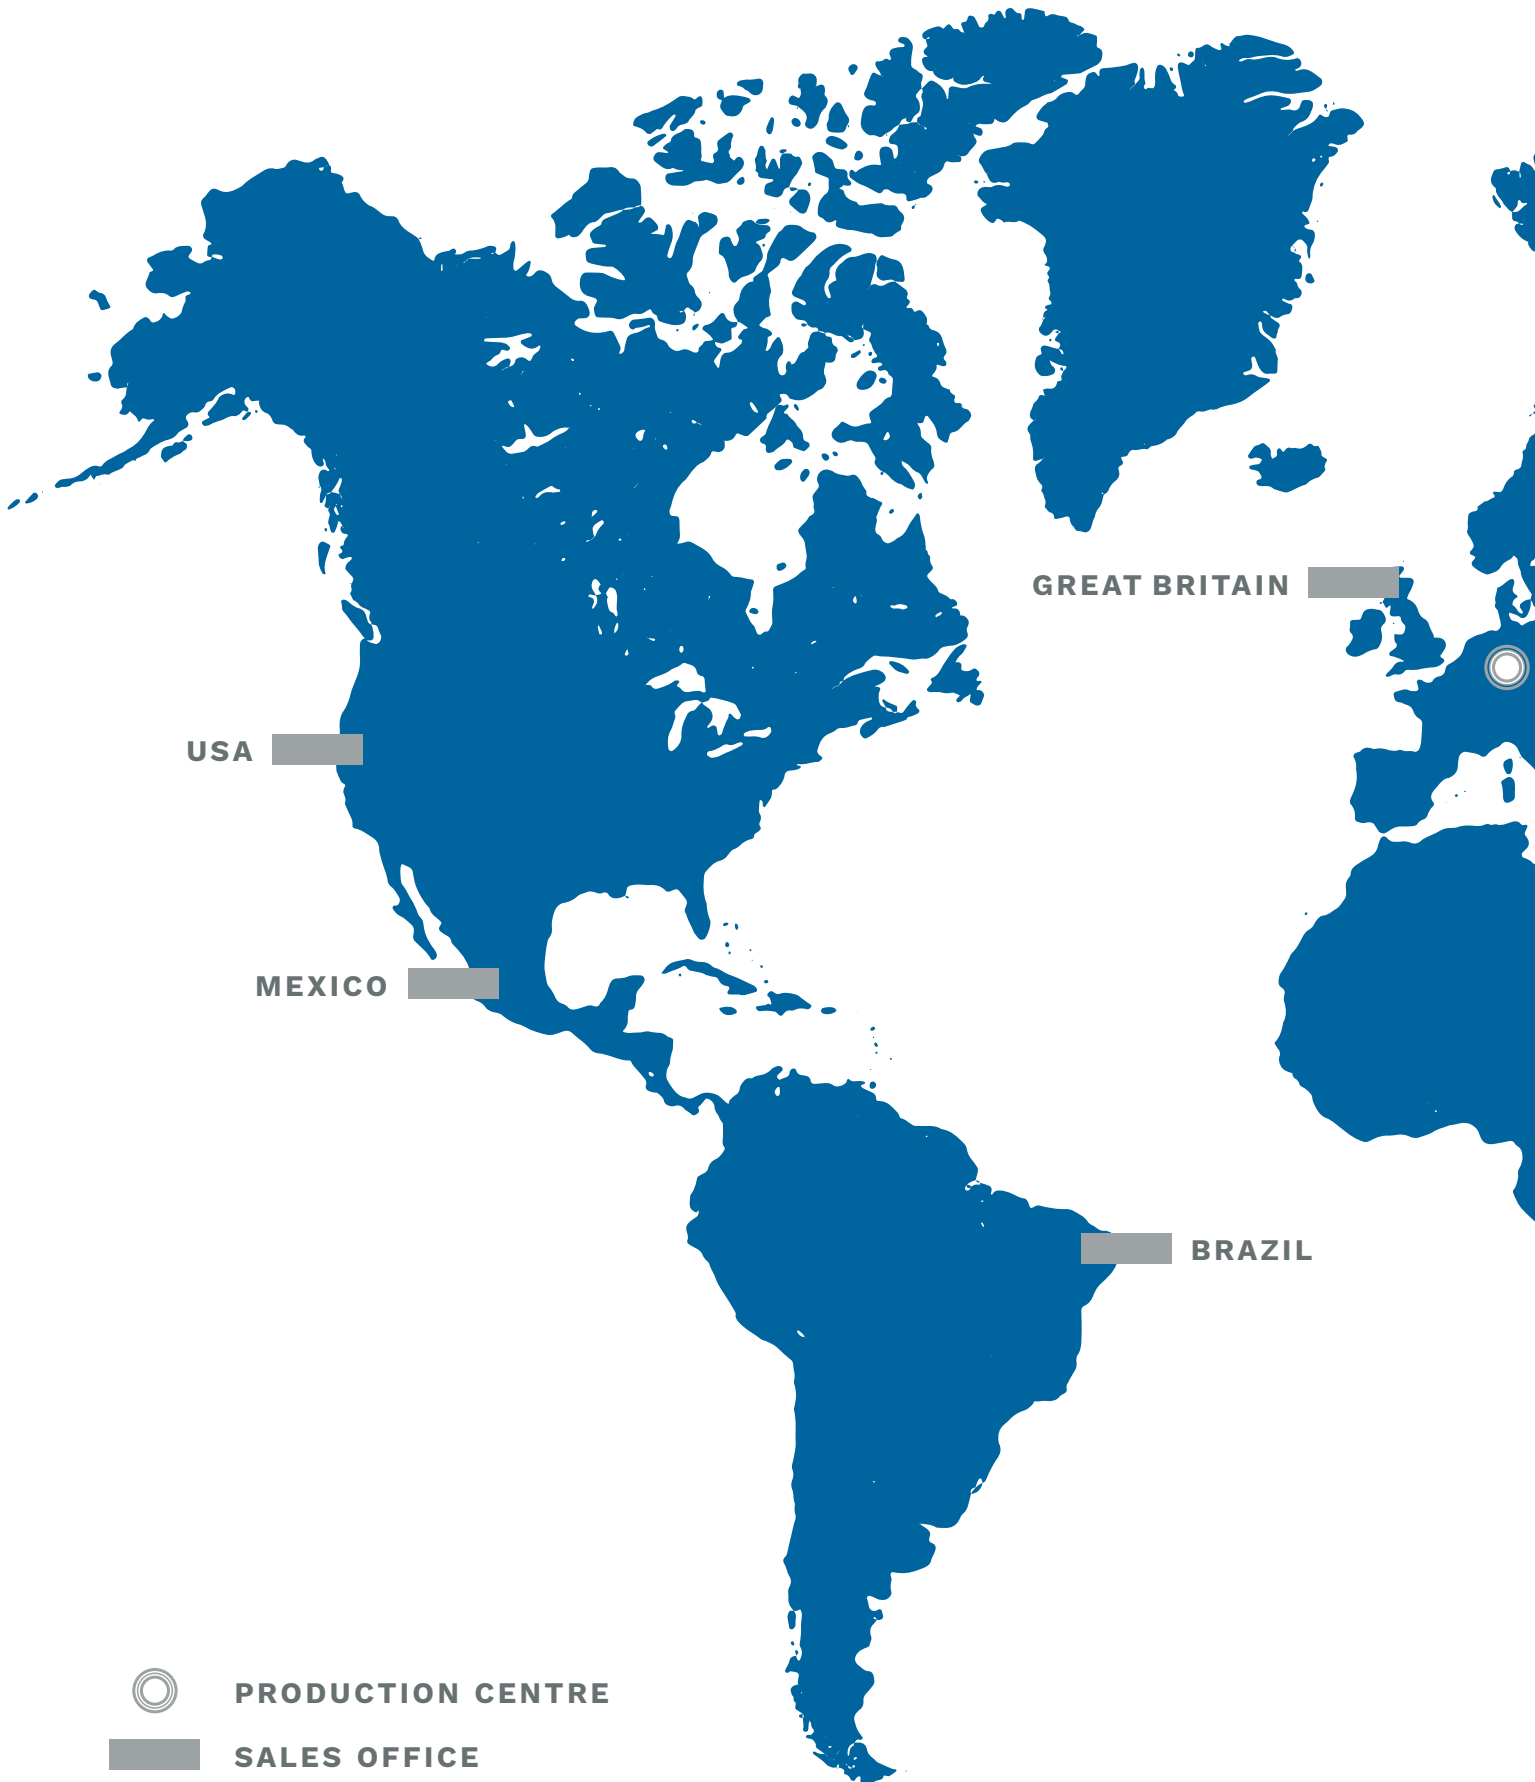 GREAT BRITAIN
USA
MEXICO
BRAZIL
PRODUCTION CENTRE
SALES OFFICE